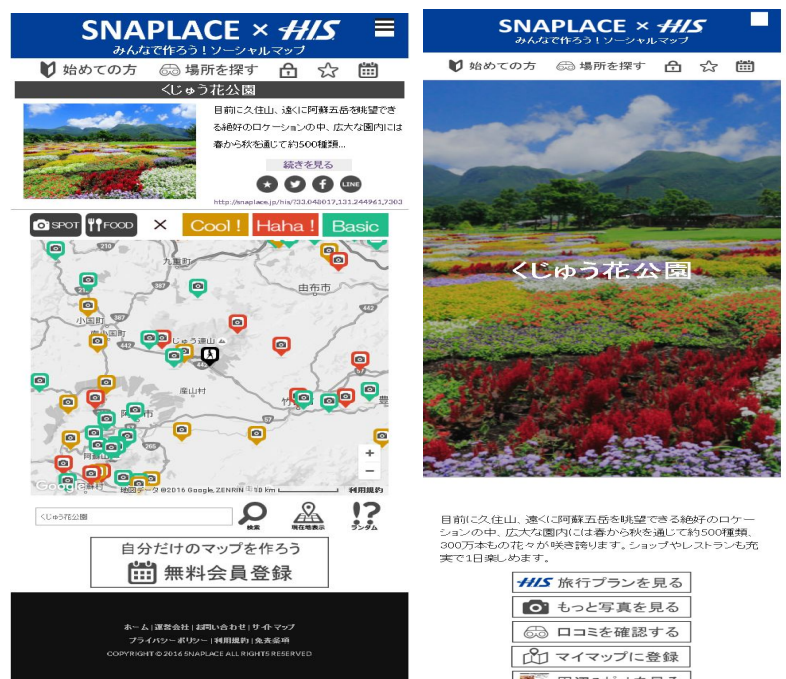 SNAPLACE × HIS
みんなで作ろう！ソーシャルマップ
始めての方 場所を探す
くじゅう花公園
目前に久住山、遠くに阿蘇五岳を眺望でき
る絶好のロケーションの中、広大な園内には
春から秋を通じて約500種類...
続きを見る
LINE
http://snaplace.jp/his/?33.048017,131.244961,7303
SPOT FOOD × Cool！ Haha！ Basic
210
九重町
387
由布市
442
小国町
南小国町
442
くじゅう連山
442
57
産山村
竹
豊
阿 市
57
265
阿蘇山
Google
地図データ ©2016 Google, ZENRIN 10 km 利用規約
くじゅう花公園
検索 現在地表示 ランダム
自分だけのマップを作ろう
無料会員登録
ホーム | 運営会社 | お問い合わせ | サイトマップ
プライバシーポリシー | 利用規約 | 免責事項
COPYRIGHT © 2016 SNAPLACE ALL RIGHTS RESERVED
SNAPLACE × HIS
みんなで作ろう！ソーシャルマップ
始めての方 場所を探す
くじゅう花公園
目前に久住山、遠くに阿蘇五岳を眺望できる絶好のロケー
ションの中、広大な園内には春から秋を通じて約500種類、
300万本もの花々が咲き誇ります。ショップやレストランも充
実で1日楽しめます。
HIS 旅行プランを見る
もっと写真を見る
口コミを確認する
マイマップに登録